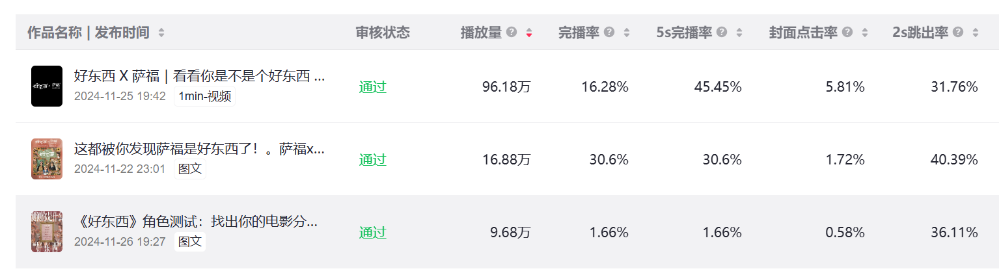 作品名称 | 发布时间 审核状态 播放量 完播率 5s完播率 封面点击率 2s跳出率
好东西 X 萨福｜看看你是不是个好东西 ...
2024-11-25 19:42 1min-视频
通过 96.18万 16.28% 45.45% 5.81% 31.76%
这都被你发现萨福是好东西了！。萨福x...
2024-11-22 23:01 图文
通过 16.88万 30.6% 30.6% 1.72% 40.39%
《好东西》角色测试：找出你的电影分...
2024-11-26 19:27 图文
通过 9.68万 1.66% 1.66% 0.58% 36.11%